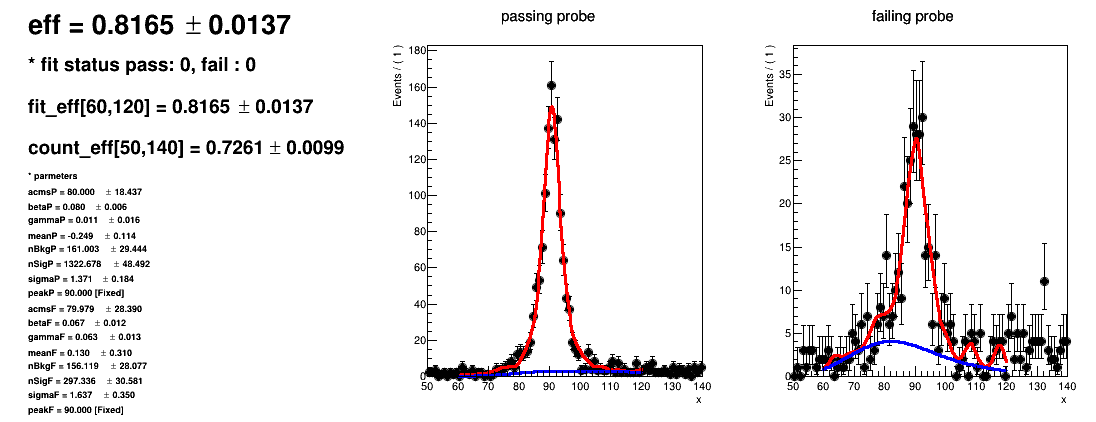 eff = 0.8165 ± 0.0137
* fit status pass: 0, fail : 0
fit_eff[60,120] = 0.8165 ± 0.0137
count_eff[50,140] = 0.7261 ± 0.0099
* parmeters
acmsP = 80.000 ± 18.437
betaP = 0.080 ± 0.006
gammaP = 0.011 ± 0.016
meanP = -0.249 ± 0.114
nBkgP = 161.003 ± 29.444
nSigP = 1322.678 ± 48.492
sigmaP = 1.371 ± 0.184
peakP = 90.000 [Fixed]
acmsF = 79.979 ± 28.390
betaF = 0.067 ± 0.012
gammaF = 0.063 ± 0.013
meanF = 0.130 ± 0.310
nBkgF = 156.119 ± 28.077
nSigF = 297.336 ± 30.581
sigmaF = 1.637 ± 0.350
peakF = 90.000 [Fixed]
passing probe
Events / ( 1 )
180
160
140
120
100
80
60
40
20
0
50 60 70 80 90 100 110 120 130 140
x
failing probe
Events / ( 1 )
35
30
25
20
15
10
5
0
50 60 70 80 90 100 110 120 130 140
x